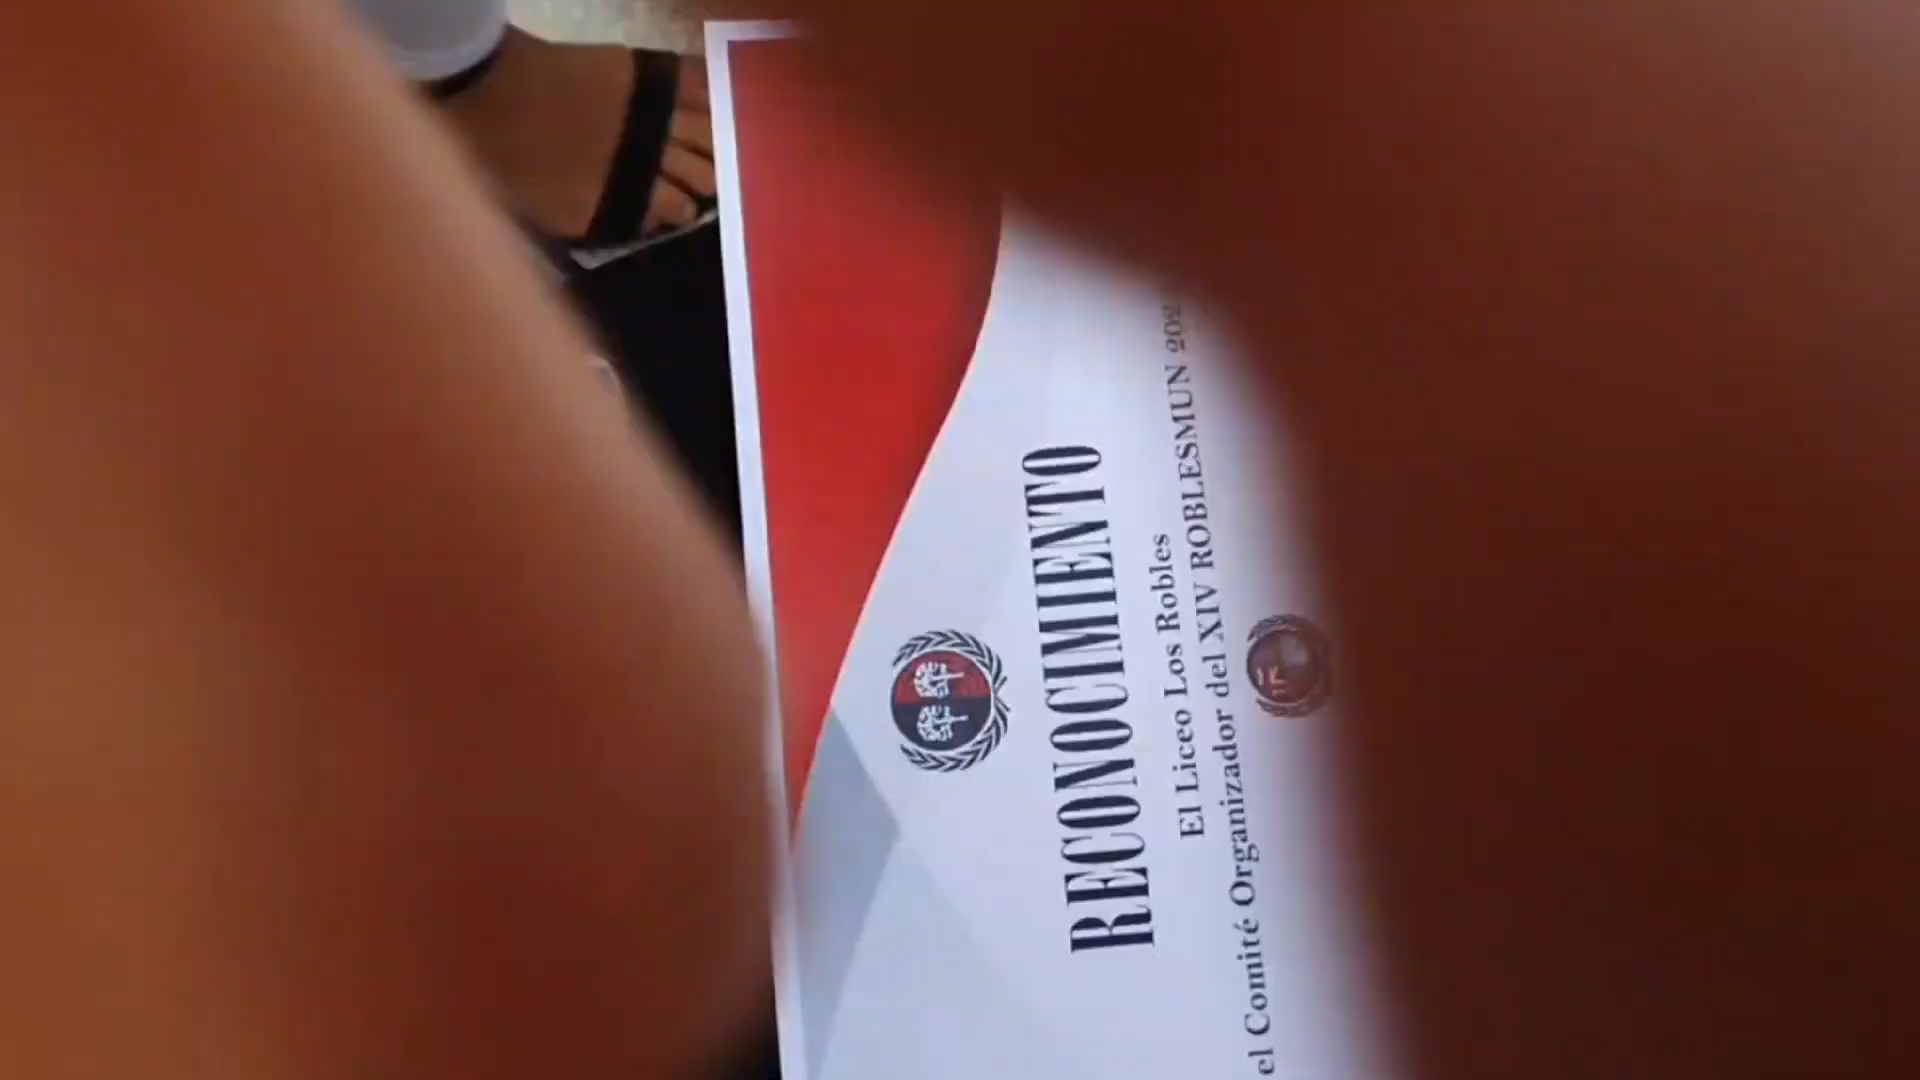 RECONOCIMIENTO
El Liceo Los Robles
el Comité Organizador del XIV ROBLESMUN